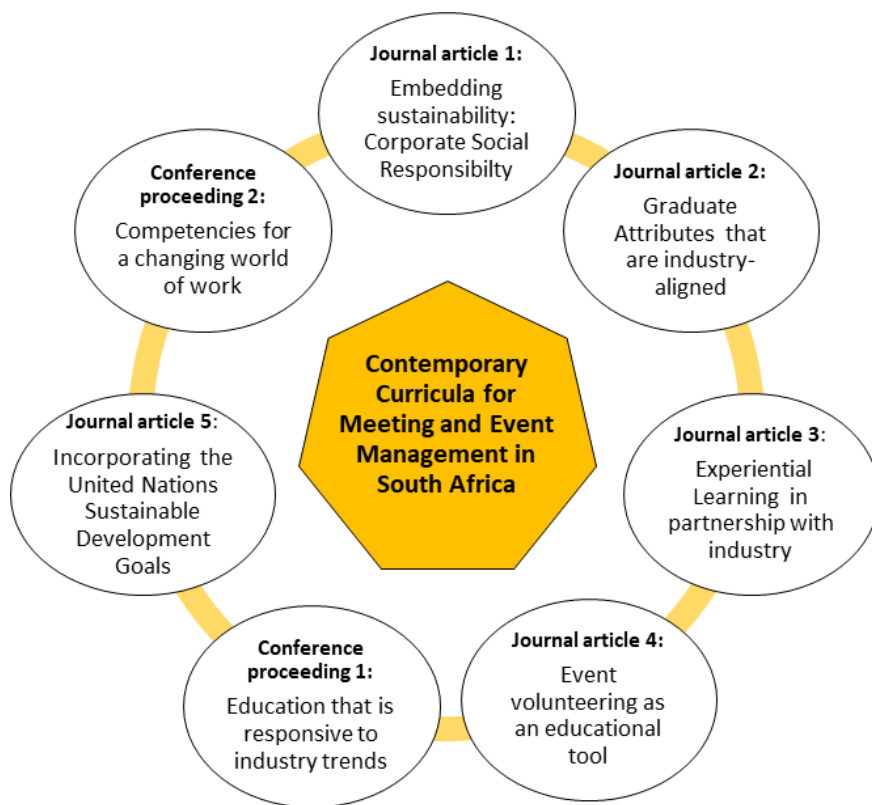 Journal article 1:
Embedding
sustainability:
Corporate Social
Responsibilty
Journal article 2:
Graduate
Attributes that
are industry-
aligned
Journal article 3:
Experiential
Learning in
partnership with
industry
Journal article 4:
Event
volunteering as
an educational
tool
Conference
proceeding 1:
Education that is
responsive to
industry trends
Journal article 5:
Incorporating the
United Nations
Sustainable
Development
Goals
Conference
proceeding 2:
Competencies for
a changing world
of work
Contemporary
Curricula for
Meeting and Event
Management in
South Africa